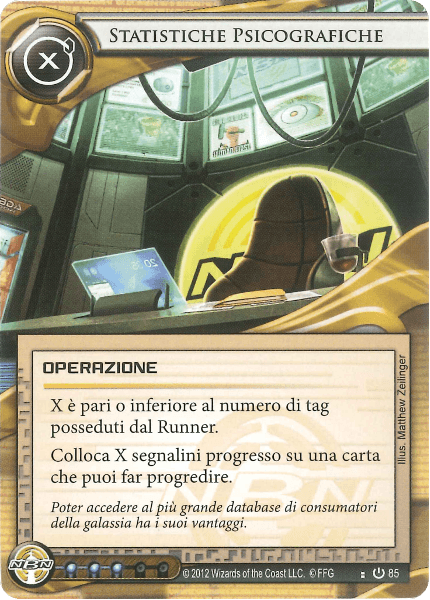 X
Statistiche Psicografiche
OPERAZIONE
X è pari o inferiore al numero di tag
posseduti dal Runner.
Colloca X segnalini progresso su una carta
che puoi far progredire.
Poter accedere al più grande database di consumatori
della galassia ha i suoi vantaggi.
Illus. Matthew Zeilinger
NBN
© 2012 Wizards of the Coast LLC. © FFG
85